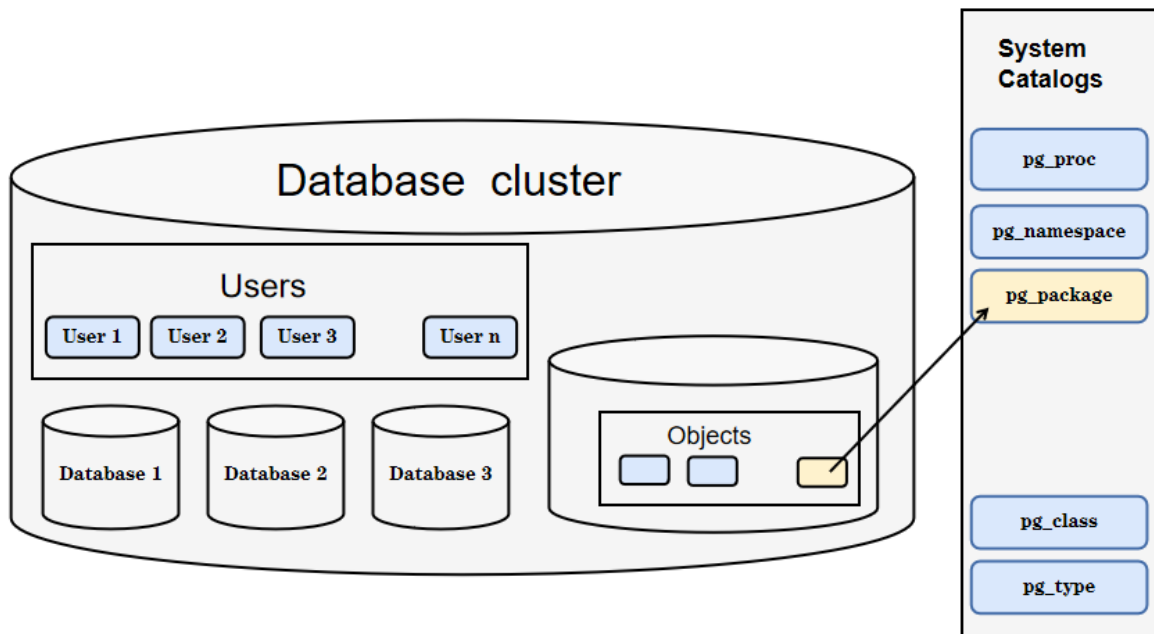 System
Catalogs
pg_proc
Database cluster
pg_namespace
Users
pg_package
User 1
User 2
User 3
User n
Objects
Database 1
Database 2
Database 3
pg_class
pg_type